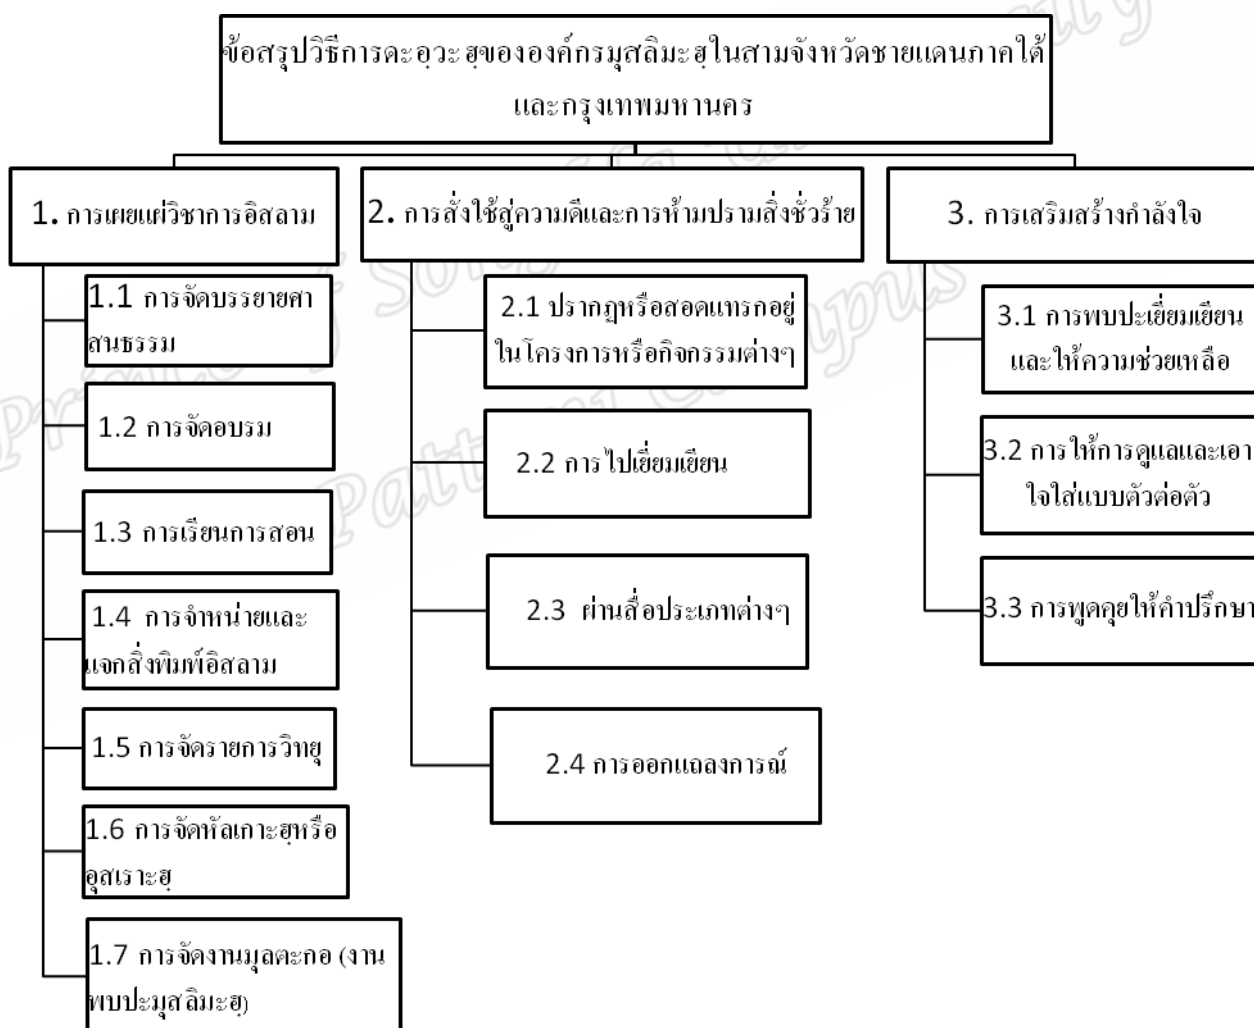 ข้อสรุปวิธีการดะอฺวะฮฺขององค์กรมุสลิมะฮฺในสามจังหวัดชายแดนภาคใต้
และกรุงเทพมหานคร
1. การเผยแผ่วิชาการอิสลาม
1.1 การจัดบรรยายศา
สนธรรม
1.2 การจัดอบรม
1.3 การเรียนการสอน
1.4 การจำหน่ายและ
แจกสิ่งพิมพ์อิสลาม
1.5 การจัดรายการวิทยุ
1.6 การจัดหัลเกาะฮฺหรือ
อุสเราะฮฺ
1.7 การจัดงานมุลตะกอ (งาน
พบปะมุสลิมะฮฺ)
2. การสั่งใช้สู่ความดีและการห้ามปรามสิ่งชั่วร้าย
2.1 ปรากฏหรือสอดแทรกอยู่
ในโครงการหรือกิจกรรมต่างๆ
2.2 การไปเยี่ยมเยียน
2.3 ผ่านสื่อประเภทต่างๆ
2.4 การออกแถลงการณ์
3. การเสริมสร้างกำลังใจ
3.1 การพบปะเยี่ยมเยียน
และให้ความช่วยเหลือ
3.2 การให้การดูแลและเอา
ใจใส่แบบตัวต่อตัว
3.3 การพูดคุยให้คำปรึกษา
Prince of Songkla University
Pattani Campus